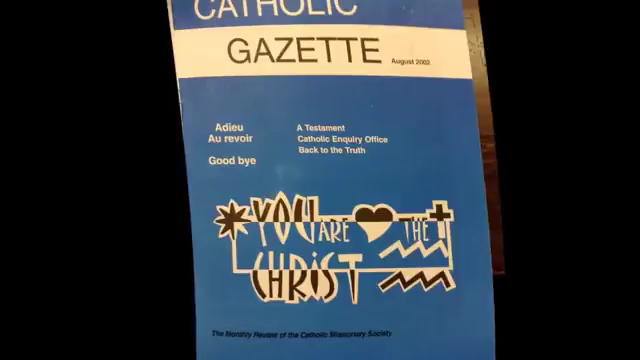 CATHOLIC
GAZETTE August 2002
Adieu
Au revoir
Good bye
A Testament
Catholic Enquiry Office
Back to the Truth
YOU ARE THE
CHRIST
The Monthly Review of the Catholic Missionary Society